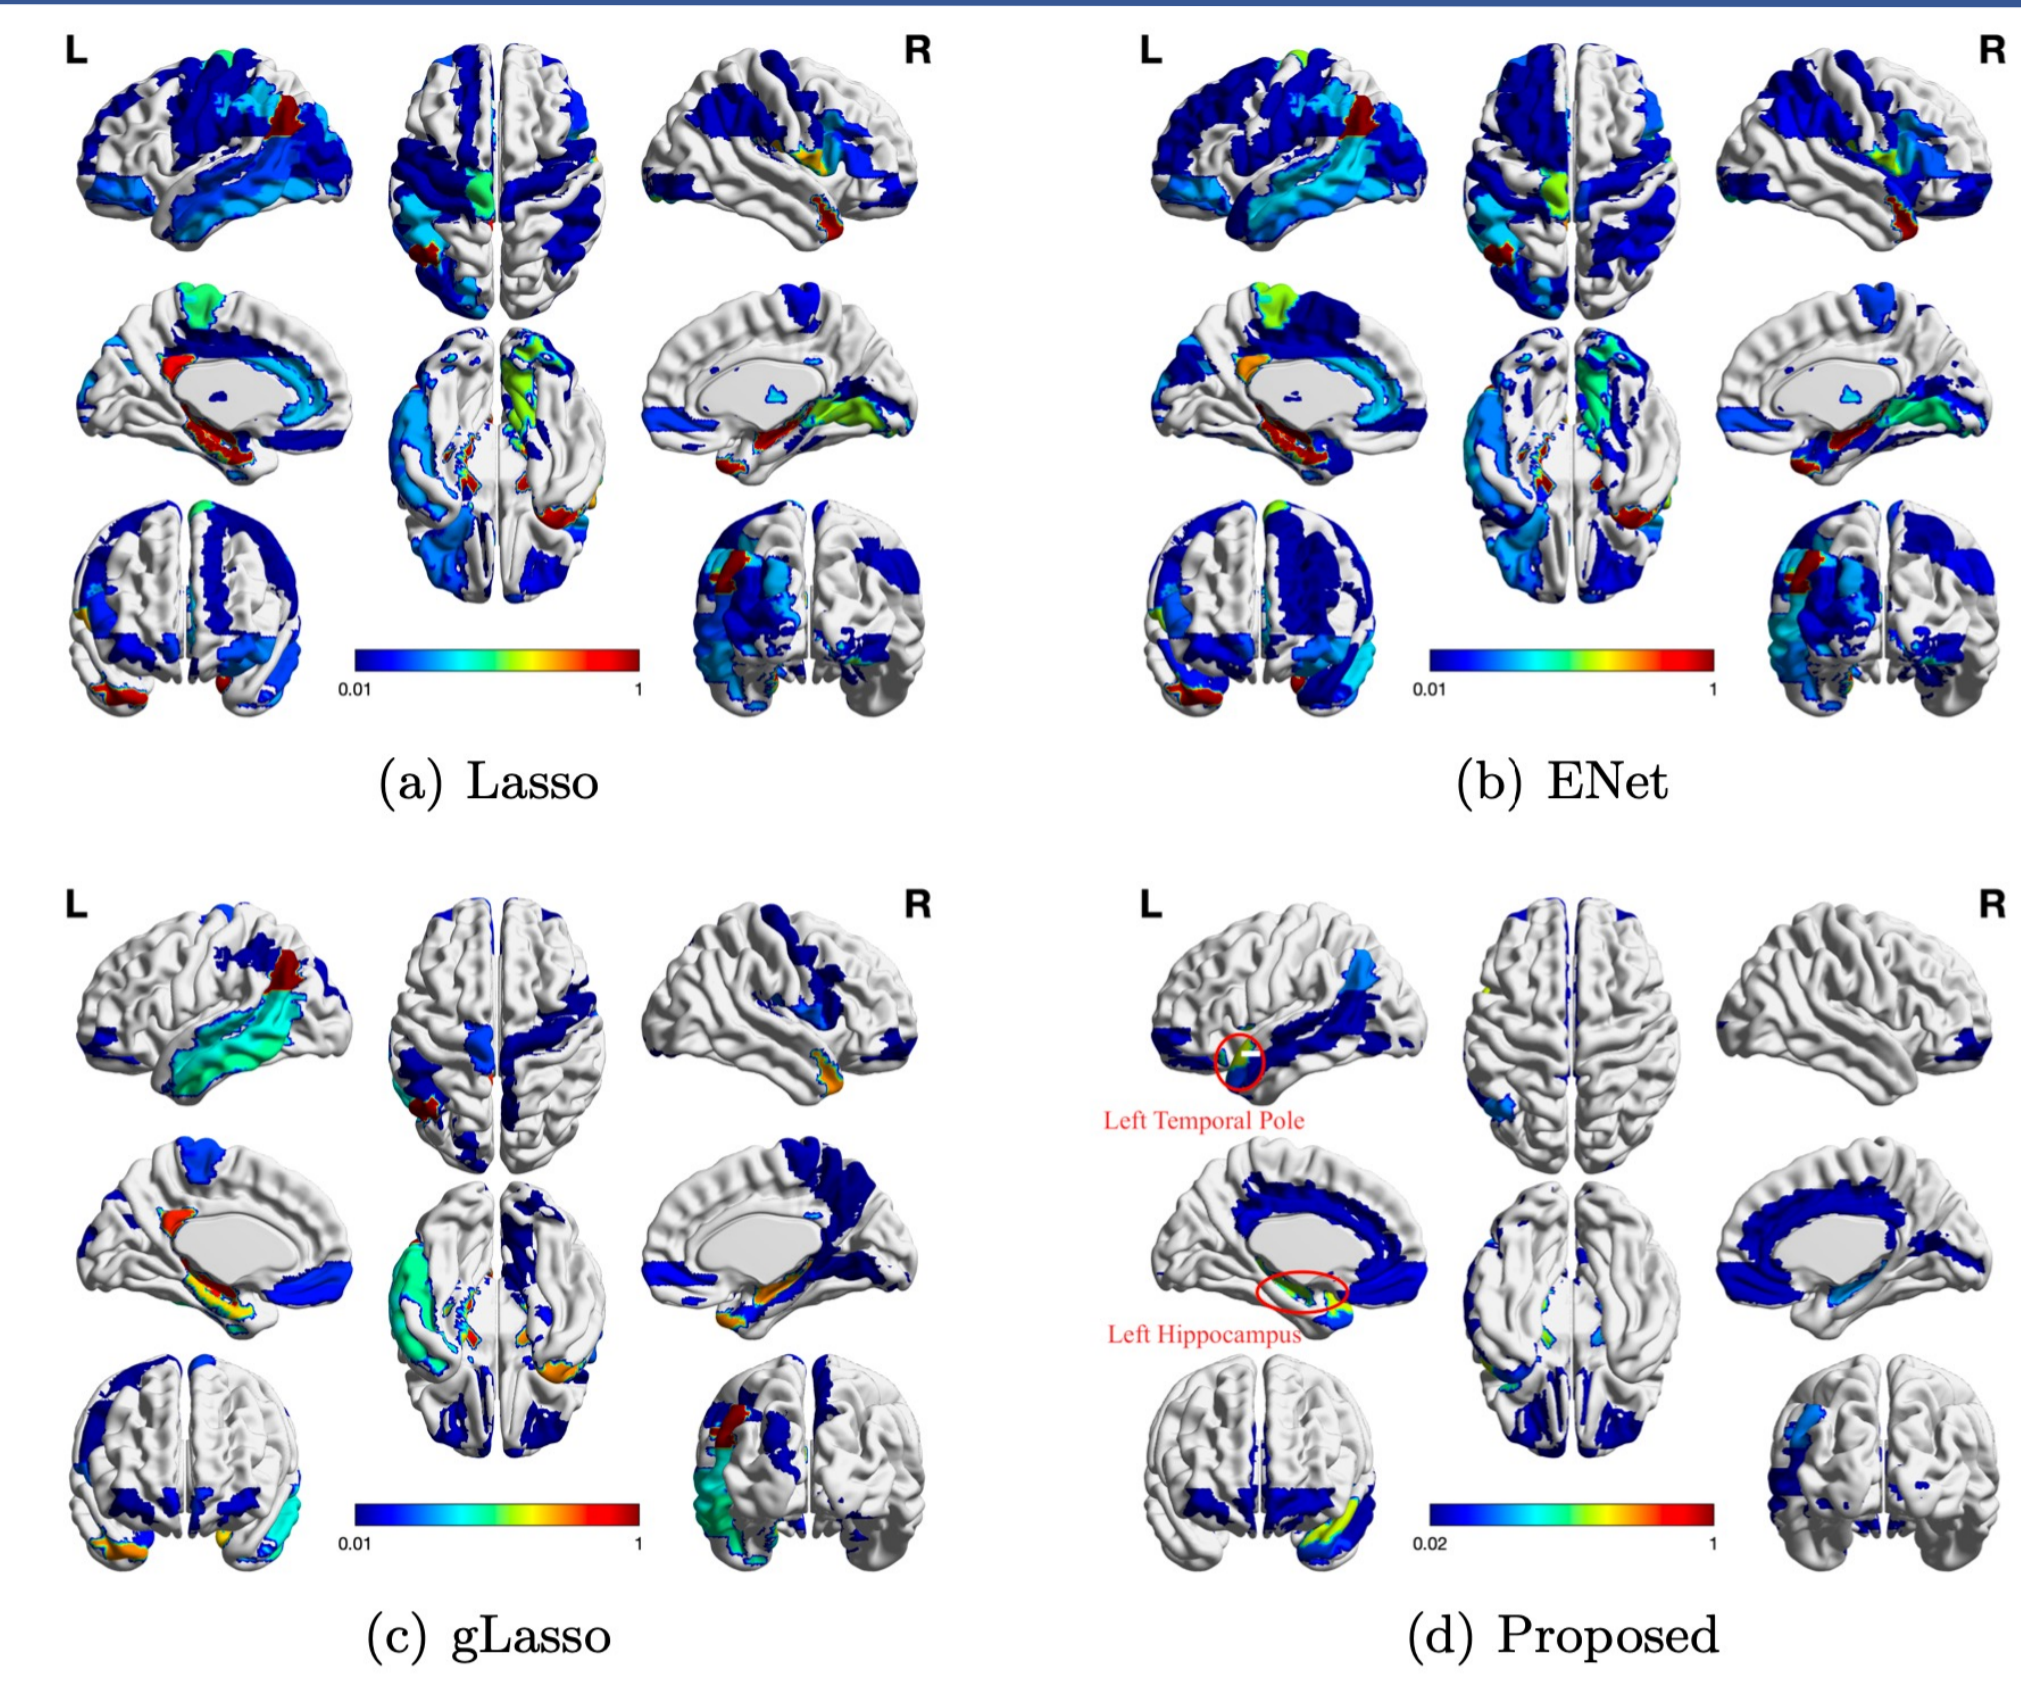 L R
0.01 1
(a) Lasso
L R
0.01 1
(b) ENet
L R
0.01 1
(c) gLasso
L R
Left Temporal Pole
Left Hippocampus
0.02 1
(d) Proposed